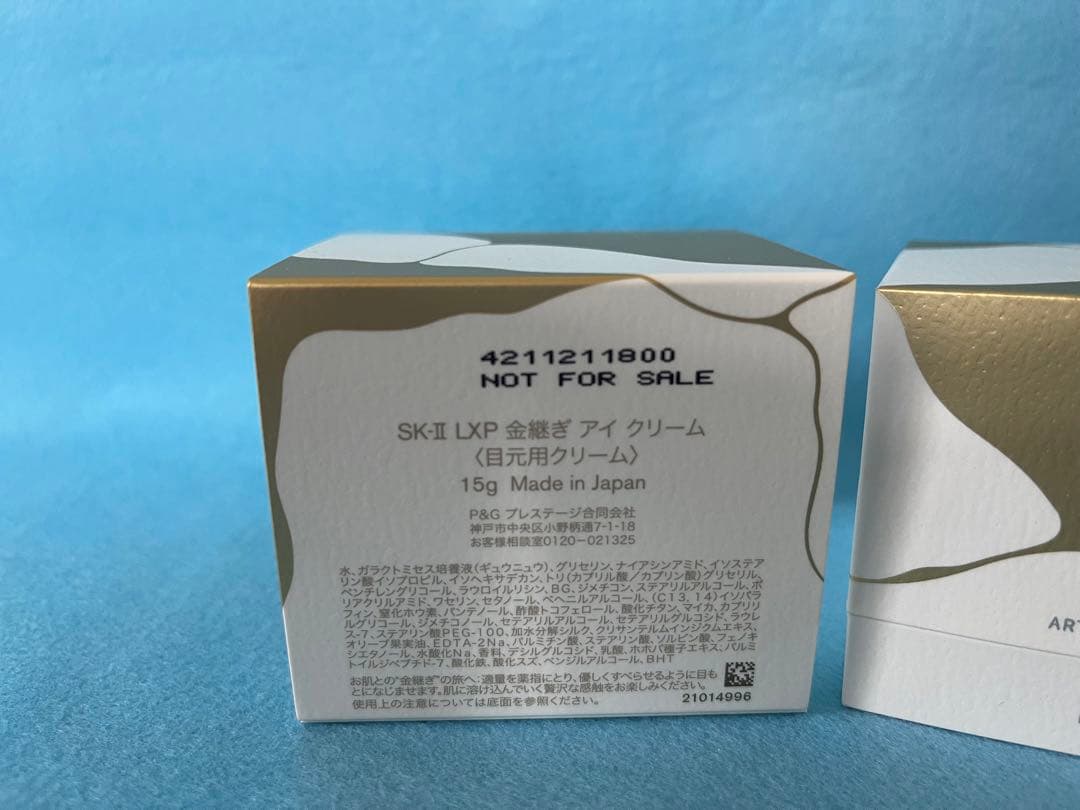 4211211800
NOT FOR SALE
SK-Ⅱ LXP 金継ぎ アイ クリーム
〈目元用クリーム〉
15g Made in Japan
P&G プレステージ合同会社
神戸市中央区小野柄通7-1-18
お客様相談室0120-021325
水、ガラクトミセス培養液(ギュウニュウ)、グリセリン、ナイアシンアミド、イソステア
リン酸イソプロピル、イソヘキサデカン、トリ(カプリル酸/カプリン酸)グリセリル、
ペンチレングリコール、ラウロイルリシン、BG、ジメチコン、ステアリルアルコール、ポ
リアクリルアミド、ワセリン、セタノール、ベヘニルアルコール、(C13,14)イソパラ
フィン、窒化ホウ素、パンテノール、酢酸トコフェロール、酸化チタン、マイカ、カプリリ
ルグリコール、ジメチコノール、セテアリルアルコール、セテアリルグルコシド、ラウレ
ス-7、ステアリン酸PEG-100、加水分解シルク、クリサンテルムインジクムエキス、
オリーブ果実油、EDTA-2Na、パルミチン酸、ステアリン酸、ソルビン酸、フェノキ
シエタノール、水酸化Na、香料、デシルグルコシド、乳酸、ホホバ種子エキス、パルミ
トイルジペプチド-7、酸化鉄、酸化スズ、ベンジルアルコール、BHT
お肌との"金継ぎ"の旅へ:適量を薬指にとり、優しくすべらせるように目も
とになじませます。肌に溶け込んでいく贅沢な感触をお楽しみください。
使用上の注意については底面を参照ください。
21014996
AR